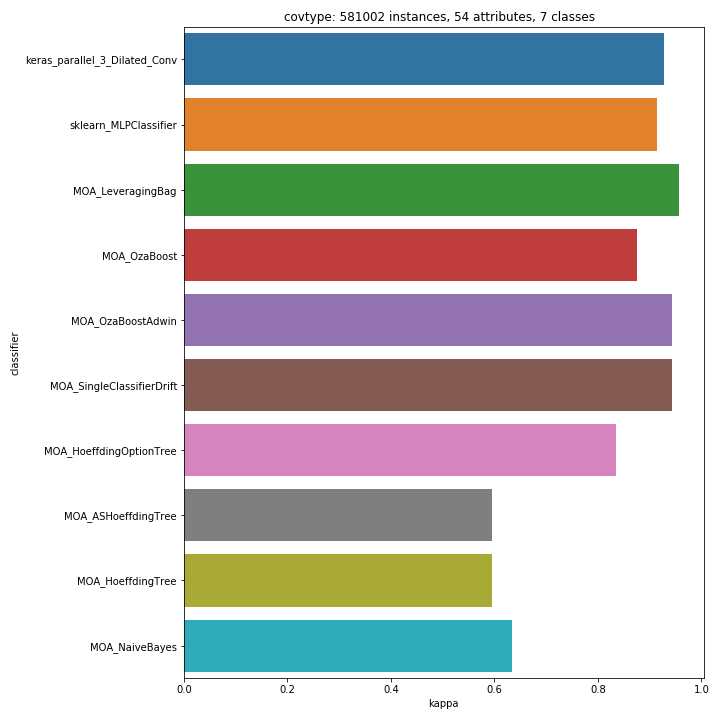 covtype: 581002 instances, 54 attributes, 7 classes
keras_parallel_3_Dilated_Conv
sklearn_MLPClassifier
MOA_LeveragingBag
MOA_OzaBoost
MOA_OzaBoostAdwin
MOA_SingleClassifierDrift
MOA_HoeffdingOptionTree
MOA_ASHoeffdingTree
MOA_HoeffdingTree
MOA_NaiveBayes
classifier
0.0 0.2 0.4 0.6 0.8 1.0
kappa